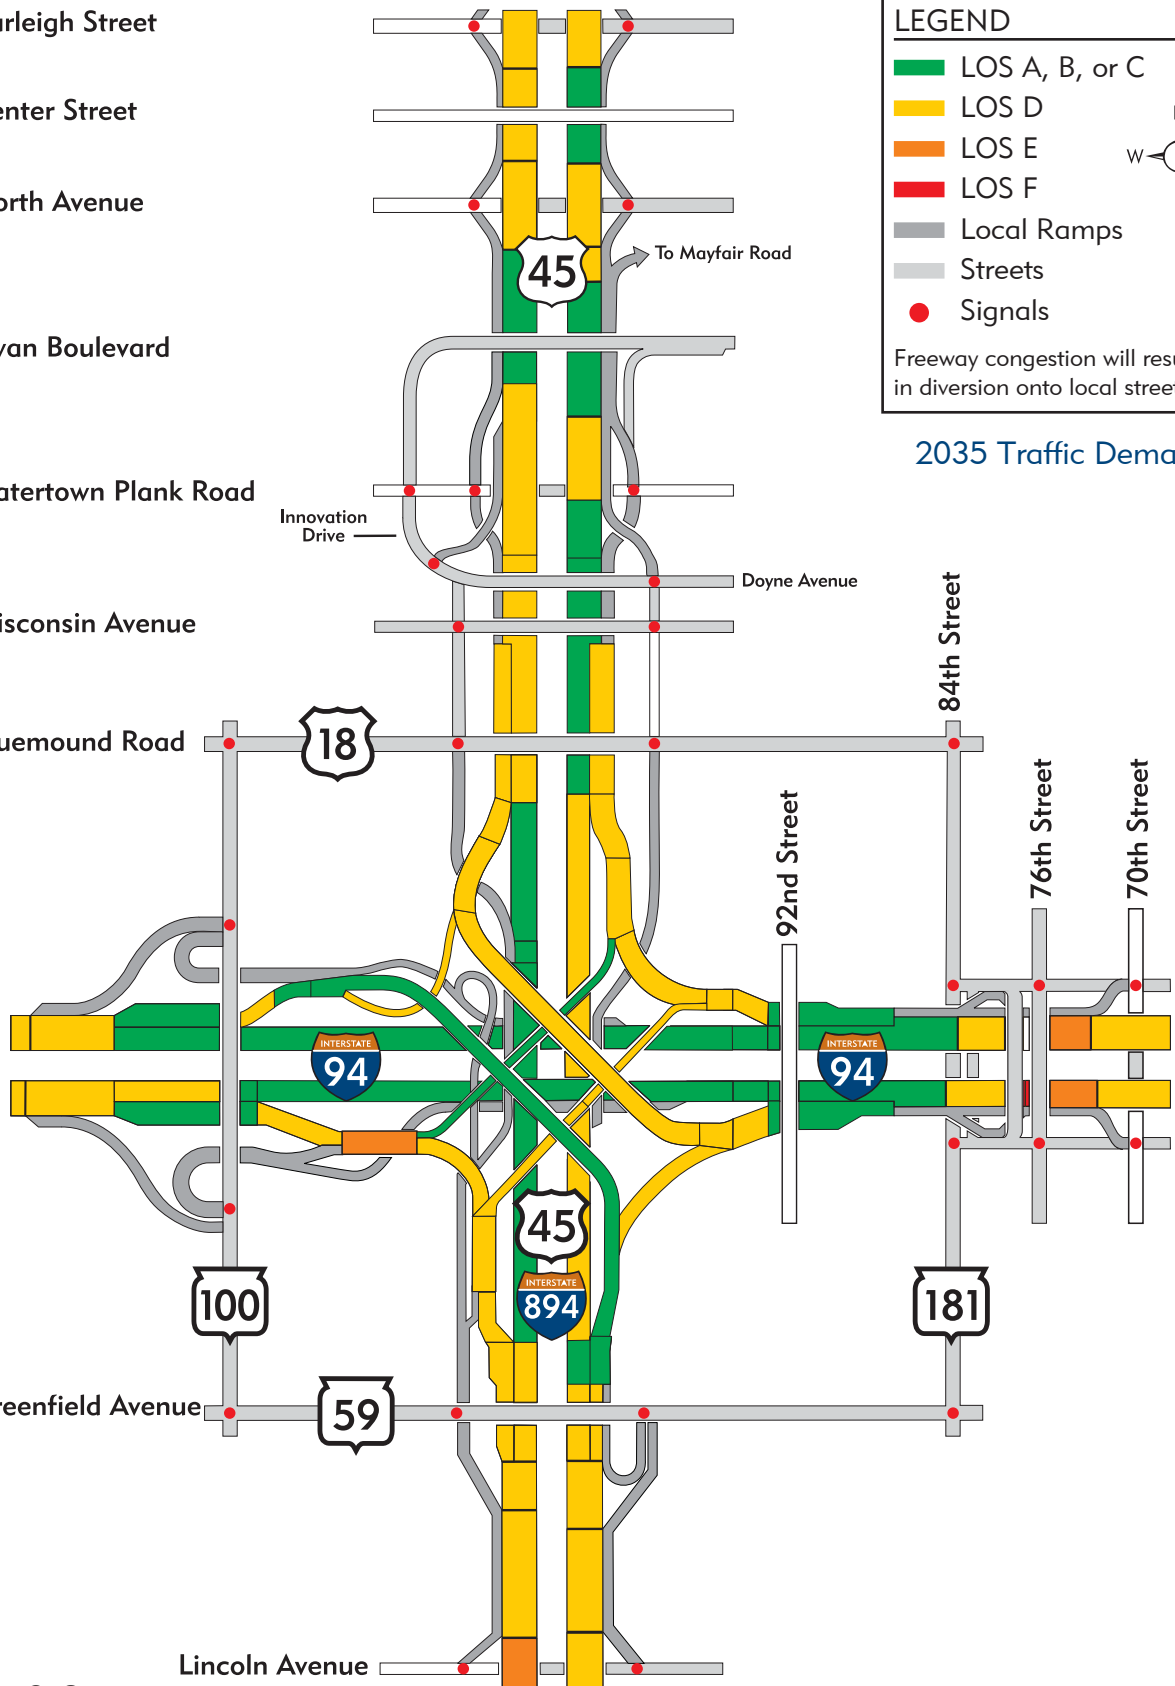 rleigh Street
LEGEND
LOS A, B, or C
enter Street
LOS D
LOS E
W
LOS F
orth Avenue
Local Ramps
To Mayfair Road
45
Streets
Signals
van Boulevard
Freeway congestion will resu
in diversion onto local street
2035 Traffic Dema
atertown Plank Road
Innovation
Drive
Doyne Avenue
isconsin Avenue
84th Street
uemound Road
18
92nd Street
76th Street
70th Street
INTERSTATE
94
INTERSTATE
94
45
INTERSTATE
894
100
181
reenfield Avenue
59
Lincoln Avenue